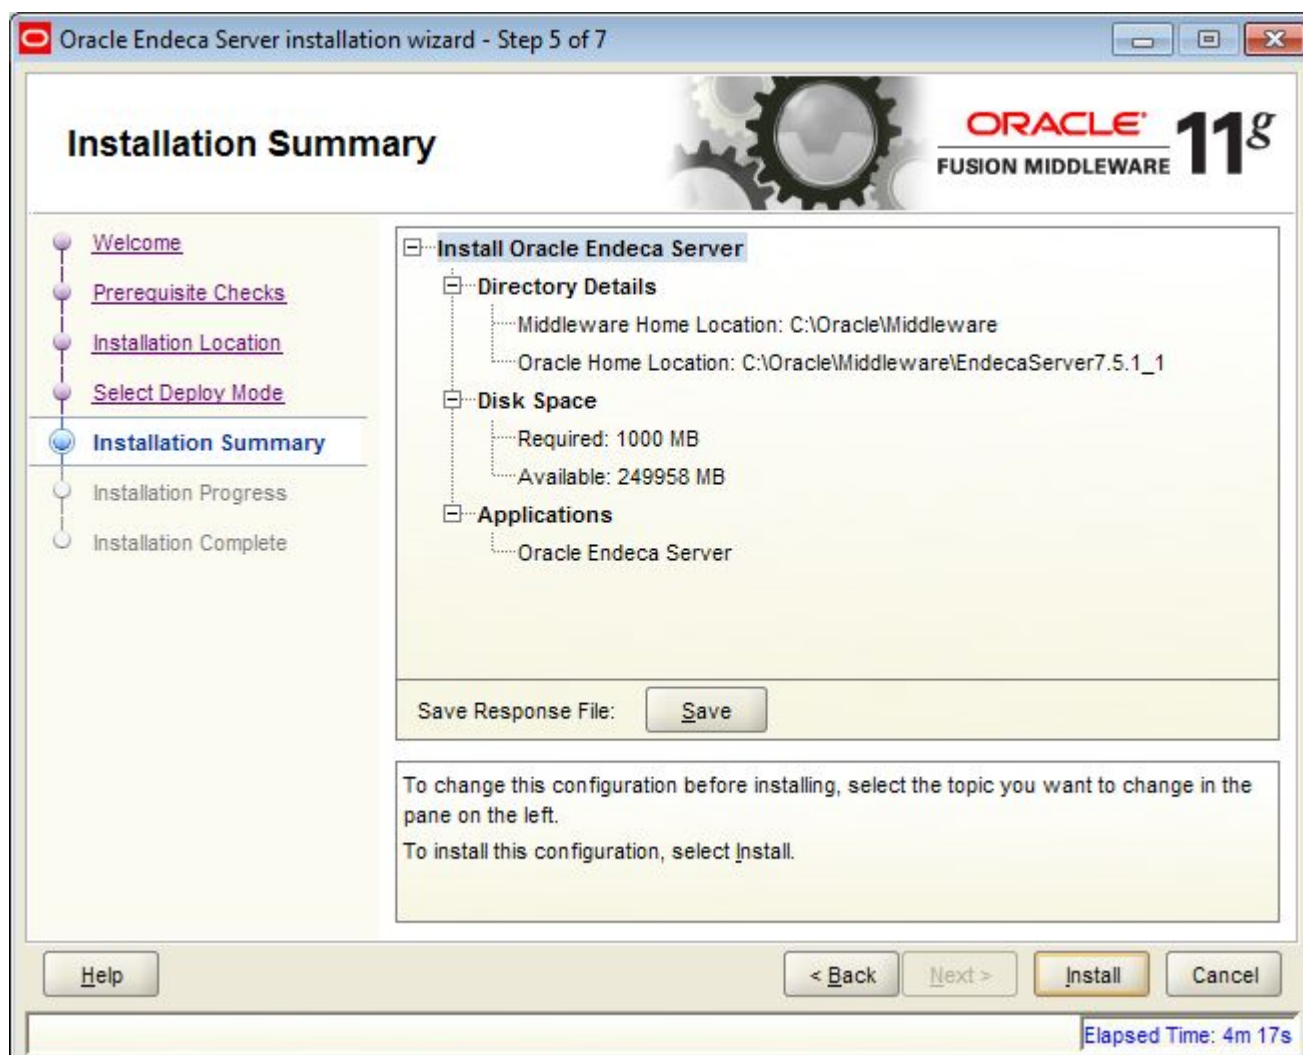 Oracle Endeca Server installation wizard - Step 5 of 7
Installation Summary
ORACLE
FUSION MIDDLEWARE
11g
Welcome
Prerequisite Checks
Installation Location
Select Deploy Mode
Installation Summary
Installation Progress
Installation Complete
Install Oracle Endeca Server
Directory Details
Middleware Home Location: C:\Oracle\Middleware
Oracle Home Location: C:\Oracle\Middleware\EndecaServer7.5.1_1
Disk Space
Required: 1000 MB
Available: 249958 MB
Applications
Oracle Endeca Server
Save Response File: Save
To change this configuration before installing, select the topic you want to change in the
pane on the left.
To install this configuration, select Install.
Help < Back Next > Install Cancel
Elapsed Time: 4m 17s